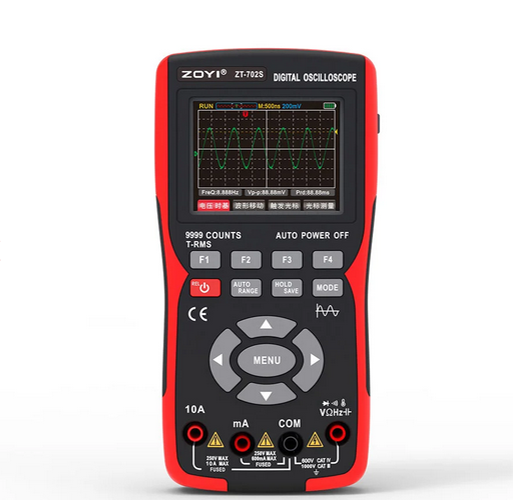 ZOYI® ZT-702S DIGITAL OSCILLOSCOPE
RUN M:500ns 200mV
FreQ:8.888Hz Vp-p:88.88mV Prd:88.88ms
电压/时基 波形移动 触发光标 光标测量
9999 COUNTS AUTO POWER OFF
T-RMS
F1 F2 F3 F4
REL AUTO RANGE HOLD SAVE MODE
CE
MENU
10A mA COM VΩHz
250V MAX 10A MAX FUSED
250V MAX 800mA MAX FUSED
600V CAT IV
1000V CAT III